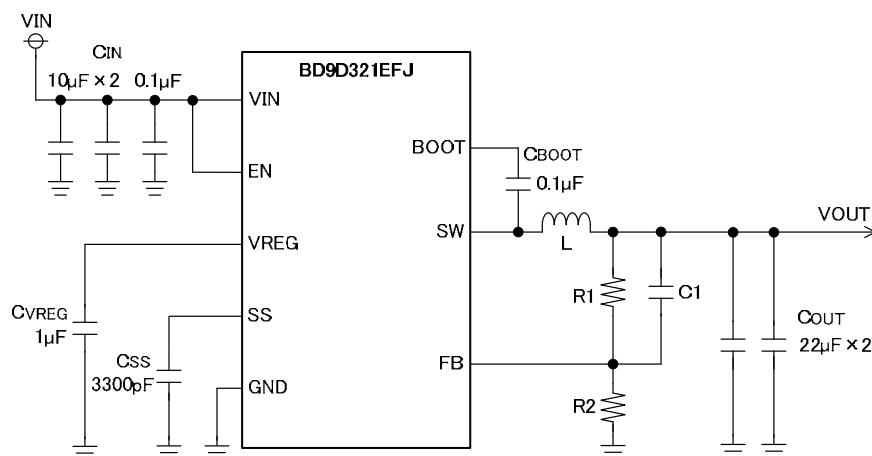 VIN
CIN
10μF×2 0.1μF
BD9D321EFJ
VIN
EN
VREG
SS
GND
BOOT
SW
FB
CBOOT
0.1μF
L
VOUT
R1
C1
R2
COUT
22μF×2
CVREG
1μF
CSS
3300pF